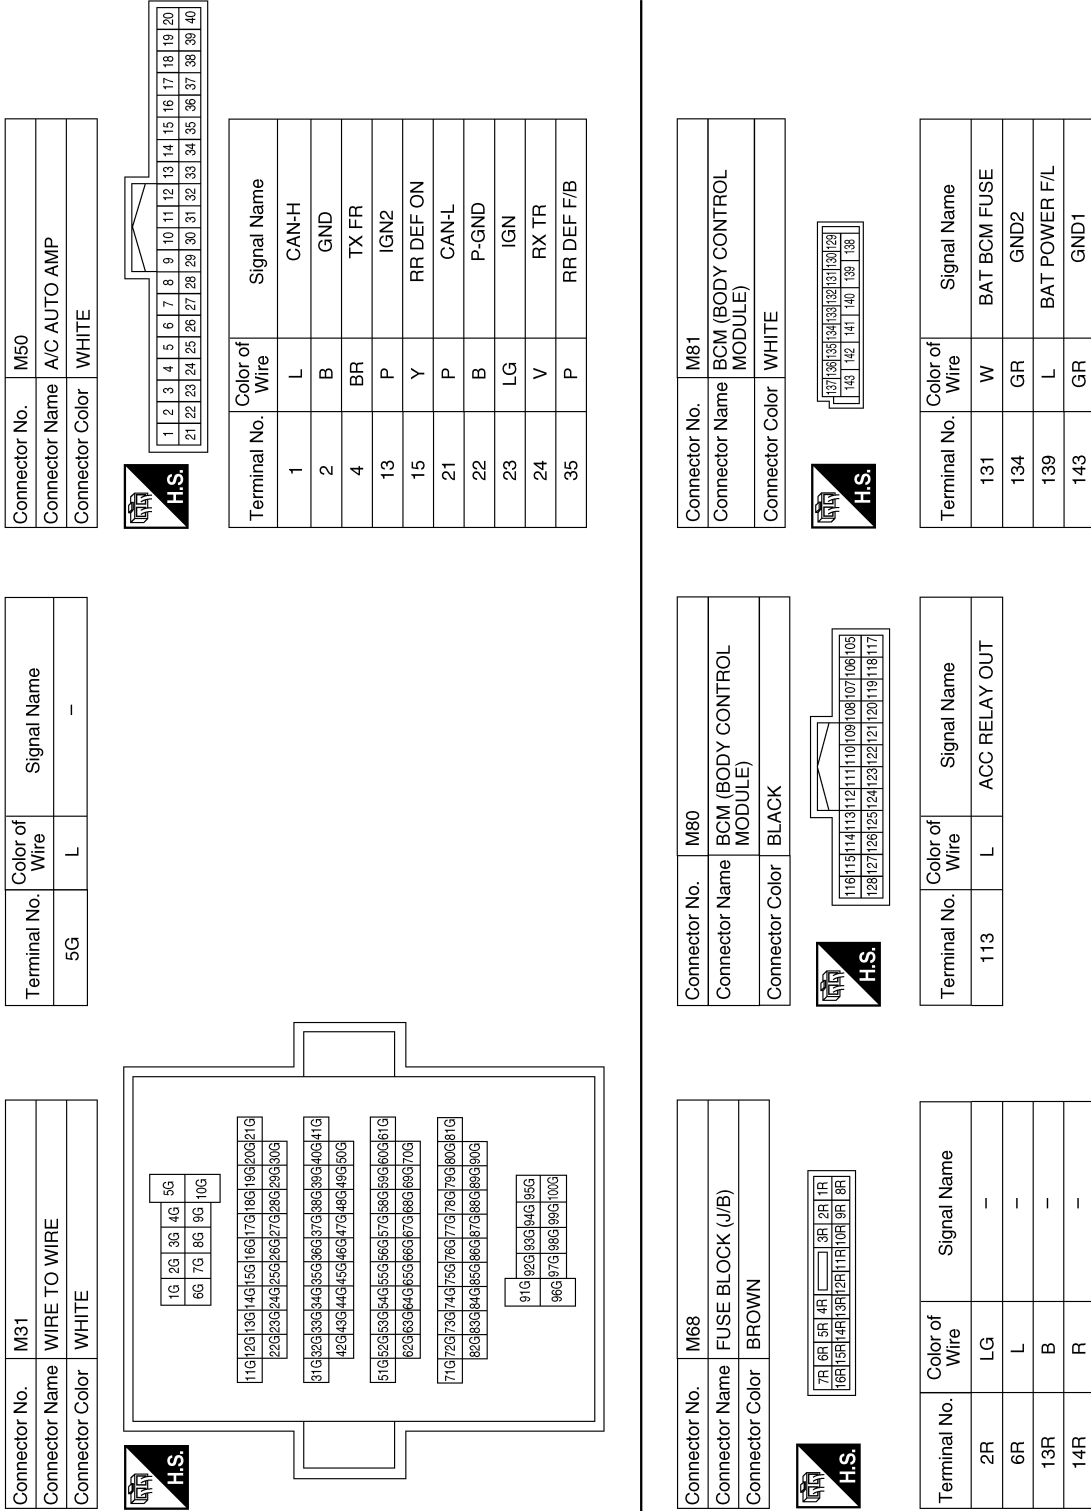 Connector No. M31
Connector Name WIRE TO WIRE
Connector Color WHITE
H.S.
1G 2G 3G 4G 5G
6G 7G 8G 9G 10G
11G 12G 13G 14G 15G 16G 17G 18G 19G 20G 21G
22G 23G 24G 25G 26G 27G 28G 29G 30G
31G 32G 33G 34G 35G 36G 37G 38G 39G 40G 41G
42G 43G 44G 45G 46G 47G 48G 49G 50G
51G 52G 53G 54G 55G 56G 57G 58G 59G 60G 61G
62G 63G 64G 65G 66G 67G 68G 69G 70G
71G 72G 73G 74G 75G 76G 77G 78G 79G 80G 81G
82G 83G 84G 85G 86G 87G 88G 89G 90G
91G 92G 93G 94G 95G
96G 97G 98G 99G 100G
Terminal No. Color of Wire Signal Name
5G L –
Connector No. M50
Connector Name A/C AUTO AMP
Connector Color WHITE
H.S.
1 2 3 4 5 6 7 8 9 10 11 12 13 14 15 16 17 18 19 20
21 22 23 24 25 26 27 28 29 30 31 32 33 34 35 36 37 38 39 40
Terminal No. Color of Wire Signal Name
1 L CAN-H
2 B GND
4 BR TX FR
13 P IGN2
15 Y RR DEF ON
21 P CAN-L
22 B P-GND
23 LG IGN
24 V RX TR
35 P RR DEF F/B
Connector No. M68
Connector Name FUSE BLOCK (J/B)
Connector Color BROWN
H.S.
7R 6R 5R 4R 3R 2R 1R
16R 15R 14R 13R 12R 11R 10R 9R 8R
Terminal No. Color of Wire Signal Name
2R LG –
6R L –
13R B –
14R R –
Connector No. M80
Connector Name BCM (BODY CONTROL
MODULE)
Connector Color BLACK
H.S.
116 115 114 113 112 111 110 109 108 107 106 105
128 127 126 125 124 123 122 121 120 119 118 117
Terminal No. Color of Wire Signal Name
113 L ACC RELAY OUT
Connector No. M81
Connector Name BCM (BODY CONTROL
MODULE)
Connector Color WHITE
H.S.
137 136 135 134 133 132 131 130 129
143 142 141 140 139 138
Terminal No. Color of Wire Signal Name
131 W BAT BCM FUSE
134 GR GND2
139 L BAT POWER F/L
143 GR GND1